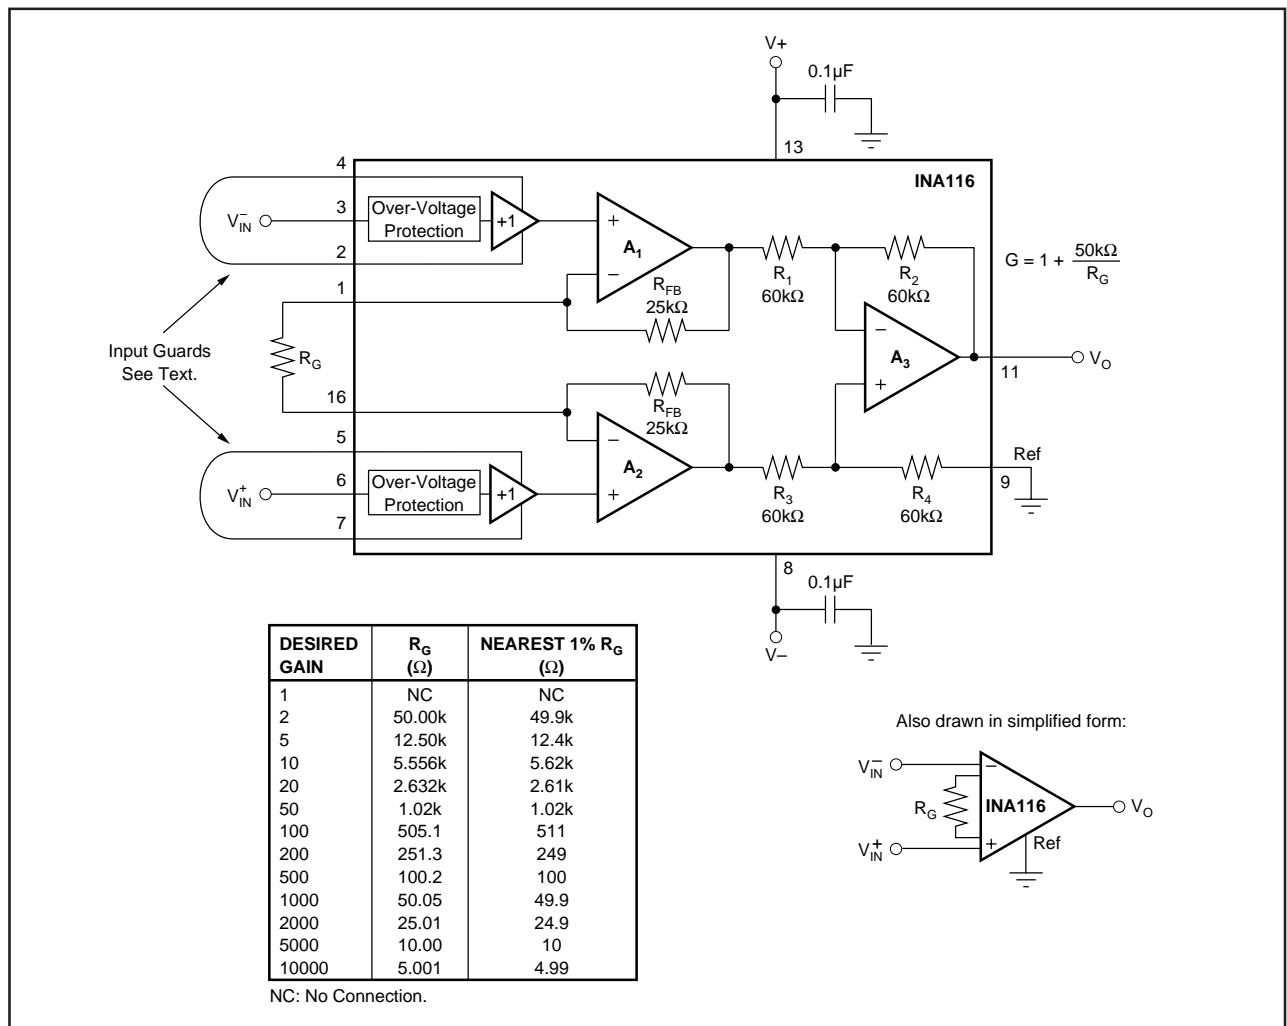 V+
0.1µF
13
INA116
4
3
2
1
16
5
6
7
V⁻IN
Over-Voltage
Protection
+1
+
A1
−
RFB
25kΩ
R1
60kΩ
R2
60kΩ
G = 1 + 50kΩ
RG
Input Guards
See Text.
RG
−
A3
+
11
VO
RFB
25kΩ
−
A2
+
V⁺IN
Over-Voltage
Protection
+1
R3
60kΩ
R4
60kΩ
Ref
9
8
0.1µF
V−
DESIRED GAIN RG (Ω) NEAREST 1% RG (Ω)
1 NC NC
2 50.00k 49.9k
5 12.50k 12.4k
10 5.556k 5.62k
20 2.632k 2.61k
50 1.02k 1.02k
100 505.1 511
200 251.3 249
500 100.2 100
1000 50.05 49.9
2000 25.01 24.9
5000 10.00 10
10000 5.001 4.99
NC: No Connection.
Also drawn in simplified form:
V⁻IN
−
RG
INA116
VO
V⁺IN
+
Ref